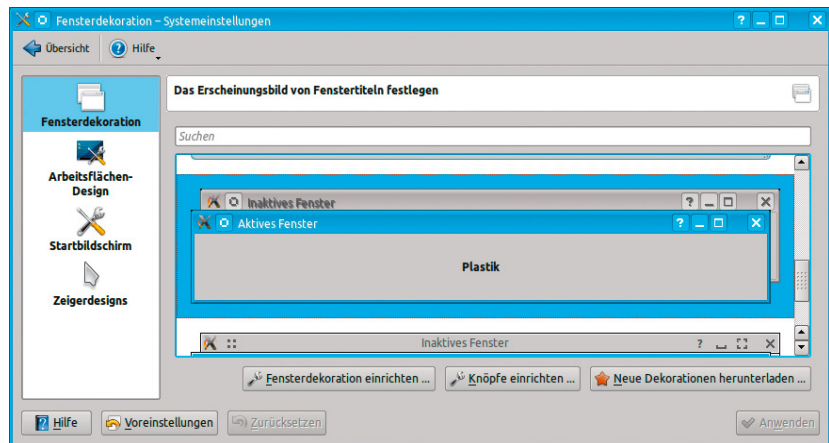 Fensterdekoration – Systemeinstellungen
Übersicht Hilfe
Fensterdekoration
Arbeitsflächen-
Design
Startbildschirm
Zeigerdesigns
Das Erscheinungsbild von Fenstertiteln festlegen
Suchen
Inaktives Fenster
Aktives Fenster
Plastik
Inaktives Fenster
Fensterdekoration einrichten ... Knöpfe einrichten ... Neue Dekorationen herunterladen ...
Hilfe Voreinstellungen Zurücksetzen Anwenden